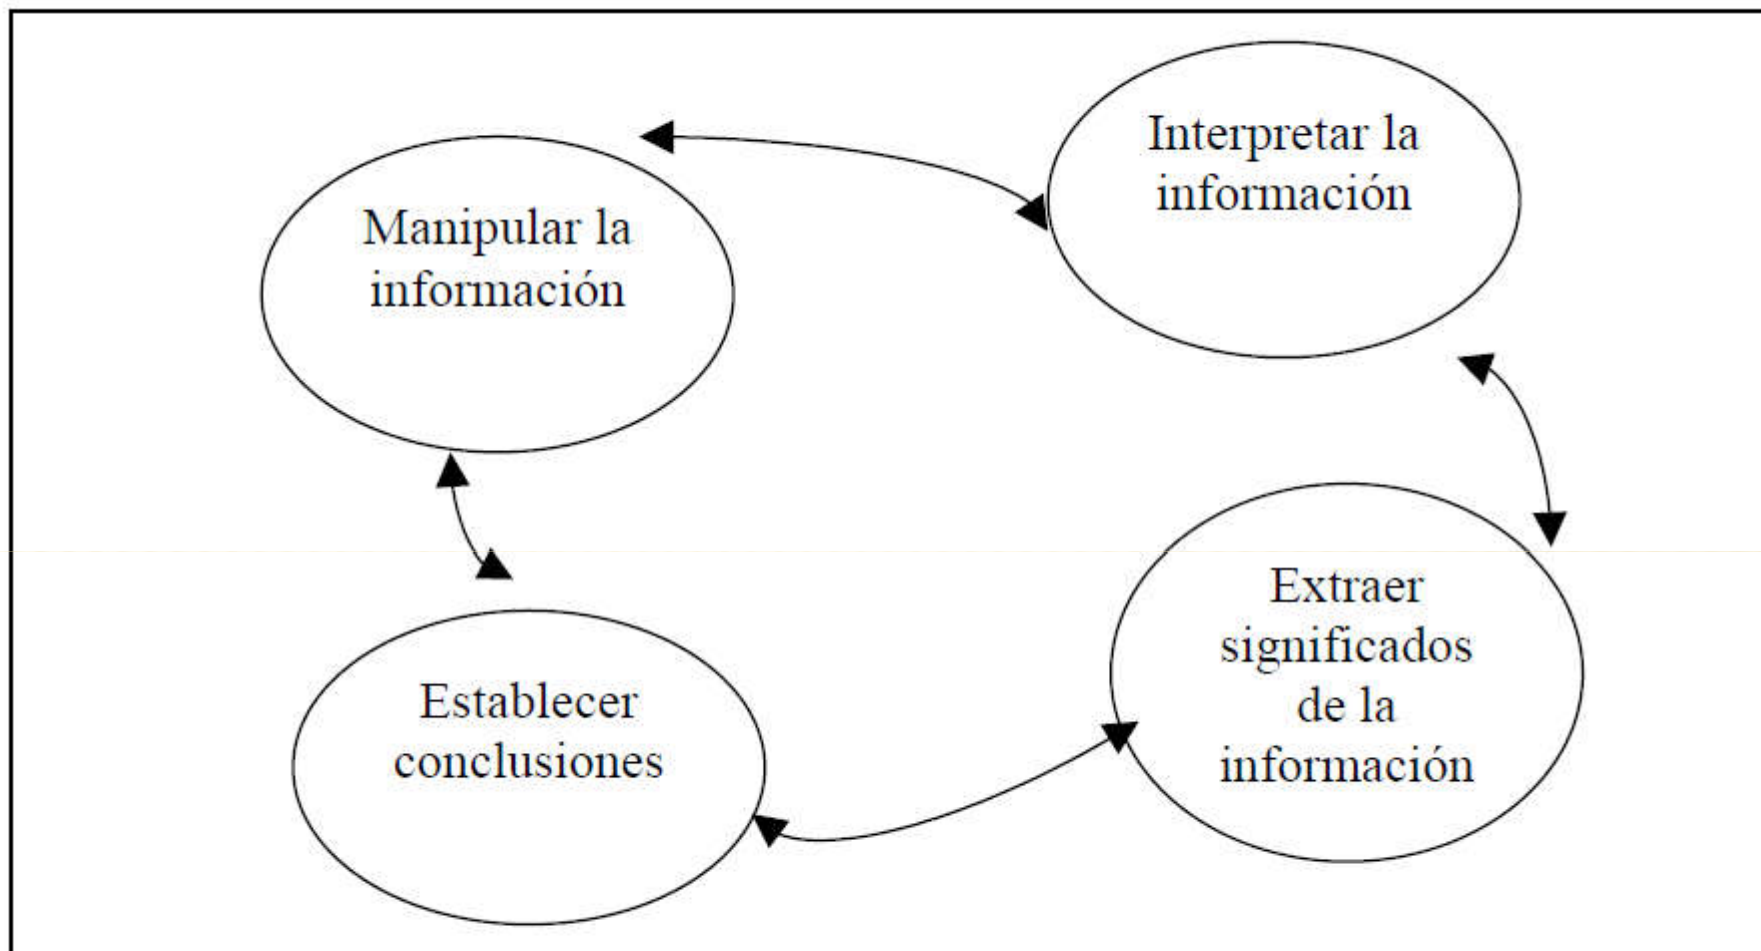 Interpretar la
información
Manipular la
información
Extraer
significados
de la
información
Establecer
conclusiones